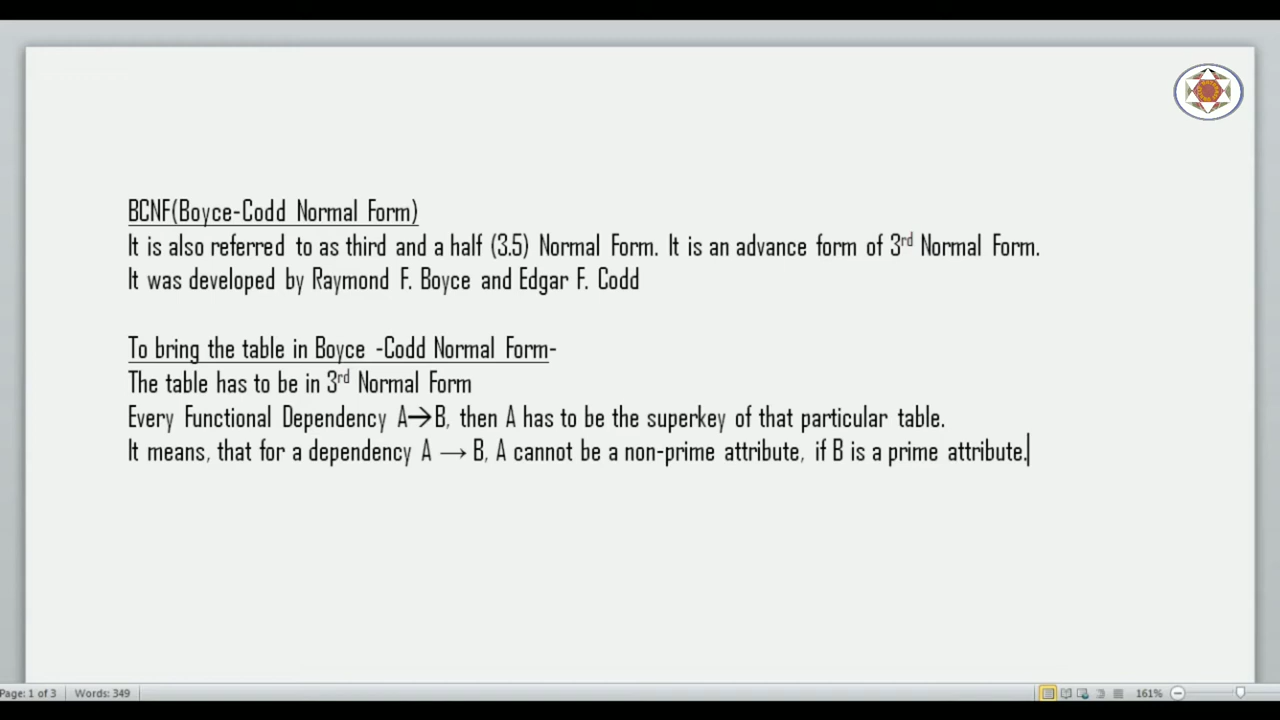 BCNF(Boyce-Codd Normal Form)
It is also referred to as third and a half (3.5) Normal Form. It is an advance form of 3rd Normal Form.
It was developed by Raymond F. Boyce and Edgar F. Codd
To bring the table in Boyce -Codd Normal Form-
The table has to be in 3rd Normal Form
Every Functional Dependency A→B, then A has to be the superkey of that particular table.
It means, that for a dependency A → B, A cannot be a non-prime attribute, if B is a prime attribute.
Page: 1 of 3 Words: 349 161%